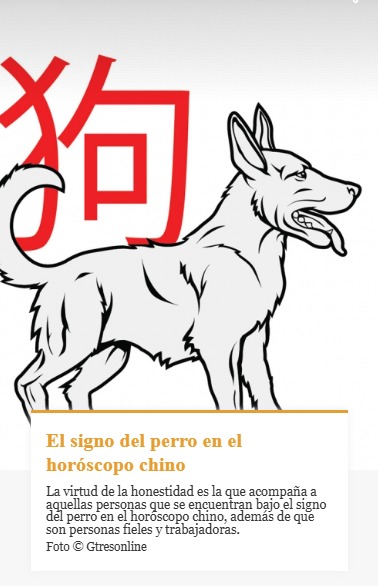 狗
El signo del perro en el
horóscopo chino
La virtud de la honestidad es la que acompaña a
aquellas personas que se encuentran bajo el signo
del perro en el horóscopo chino, además de que
son personas fieles y trabajadoras.
Foto © Gtresonline